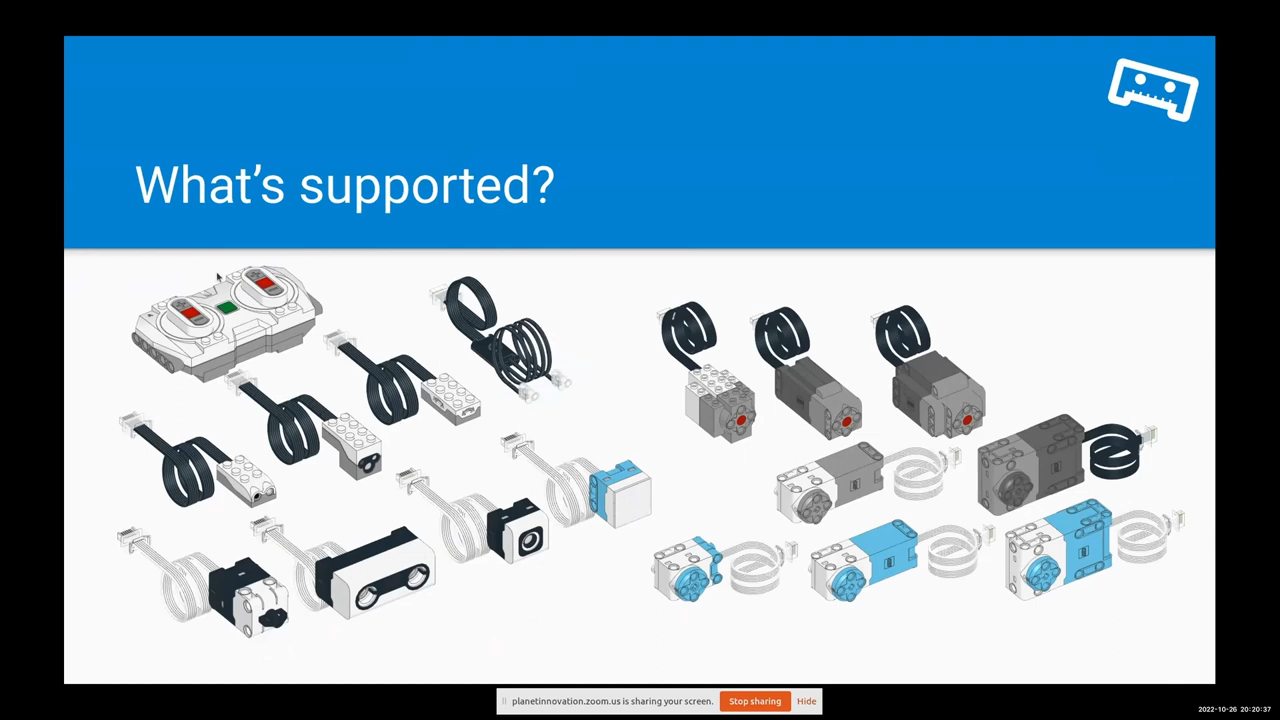 What’s supported?
planetinnovation.zoom.us is sharing your screen.
Stop sharing
Hide
2022-10-26 20:20:37